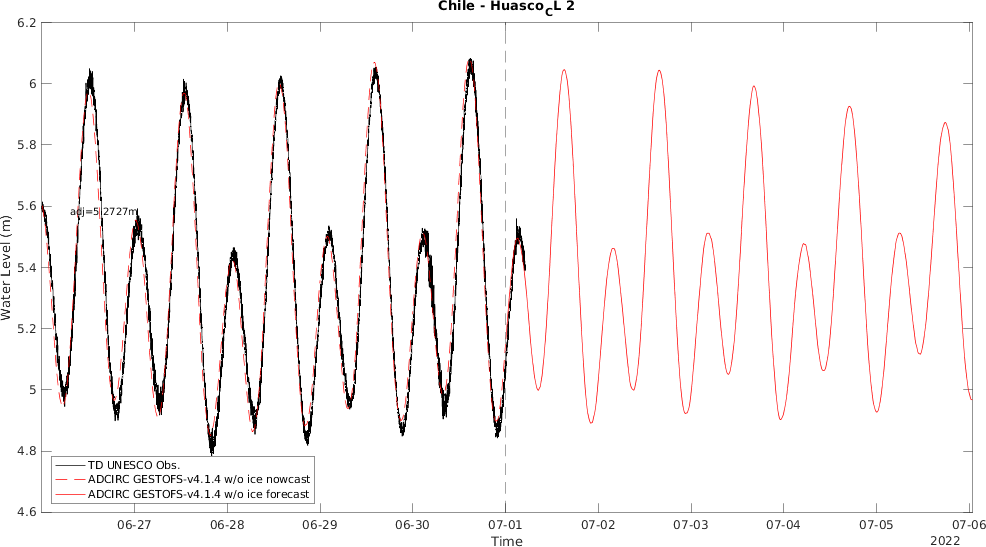 Chile - Huasco_CL 2
6.2
6
5.8
5.6
5.4
5.2
5
4.8
4.6
Water Level (m)
adj=5.2727m
TD UNESCO Obs.
ADCIRC GESTOFS-v4.1.4 w/o ice nowcast
ADCIRC GESTOFS-v4.1.4 w/o ice forecast
06-27 06-28 06-29 06-30 07-01 07-02 07-03 07-04 07-05 07-06
Time
2022